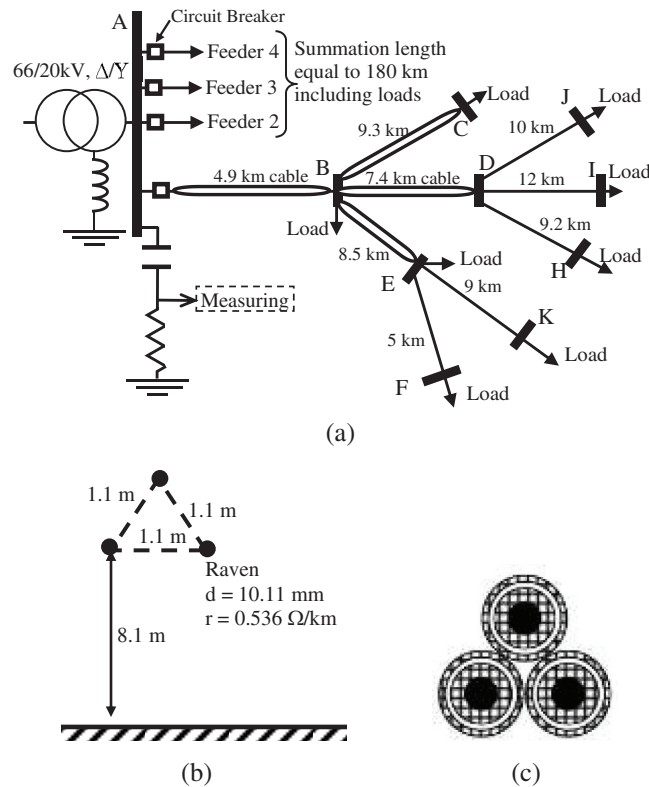 A
Circuit Breaker
66/20kV, Δ/Y
Feeder 4
Feeder 3
Feeder 2
Summation length
equal to 180 km
including loads
4.9 km cable
B
Load
9.3 km
C
Load
7.4 km cable
D
10 km
J
Load
12 km
I
Load
9.2 km
H
Load
8.5 km
E
Load
9 km
K
Load
5 km
F
Load
Measuring
(a)
1.1 m
1.1 m
1.1 m
Raven
d = 10.11 mm
r = 0.536 Ω/km
8.1 m
(b)
(c)